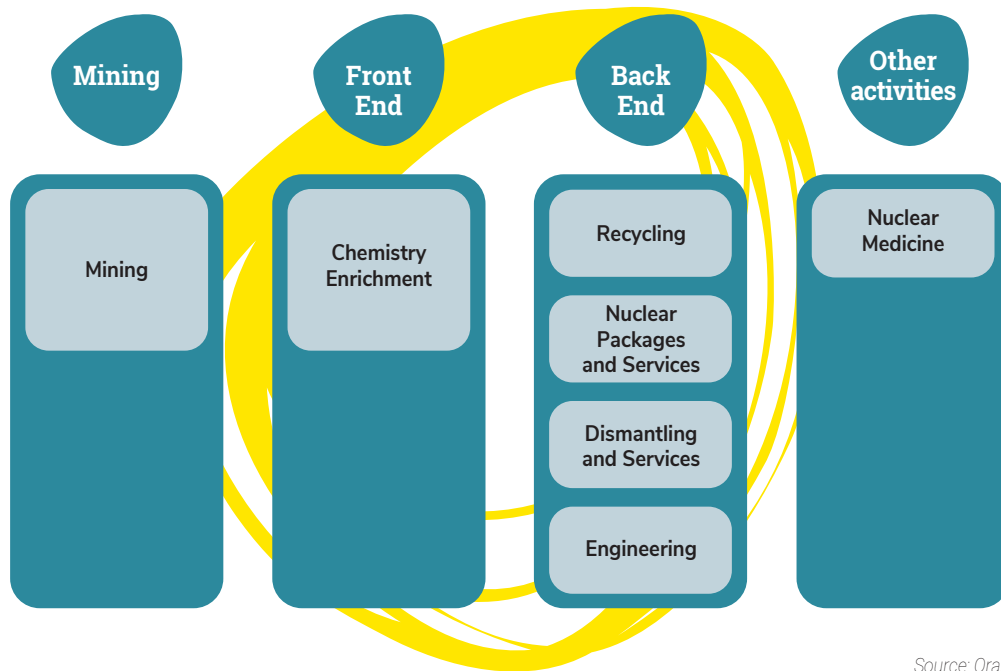 Mining
Front
End
Back
End
Other
activities
Mining
Chemistry
Enrichment
Recycling
Nuclear
Packages
and Services
Dismantling
and Services
Engineering
Nuclear
Medicine
Source: Ora